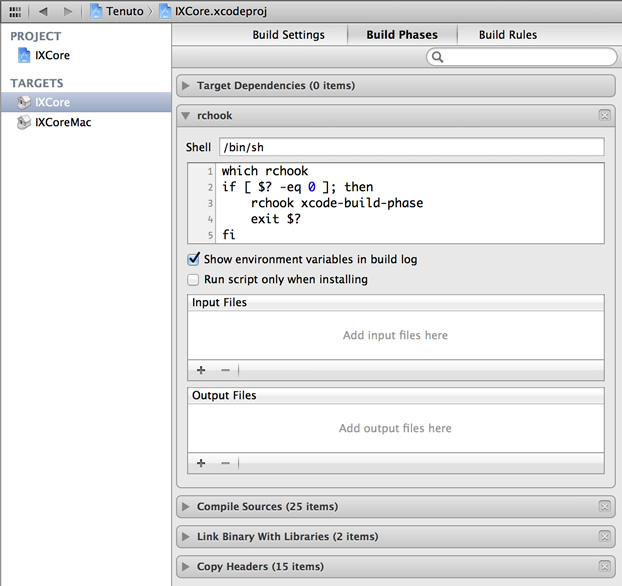 Tenuto IXCore.xcodeproj
PROJECT
IXCore
TARGETS
IXCore
IXCoreMac
Build Settings Build Phases Build Rules
Target Dependencies (0 items)
rchook
Shell /bin/sh
1 which rchook
2 if [ $? -eq 0 ]; then
3 rchook xcode-build-phase
4 exit $?
5 fi
Show environment variables in build log
Run script only when installing
Input Files
Add input files here
Output Files
Add output files here
Compile Sources (25 items)
Link Binary With Libraries (2 items)
Copy Headers (15 items)